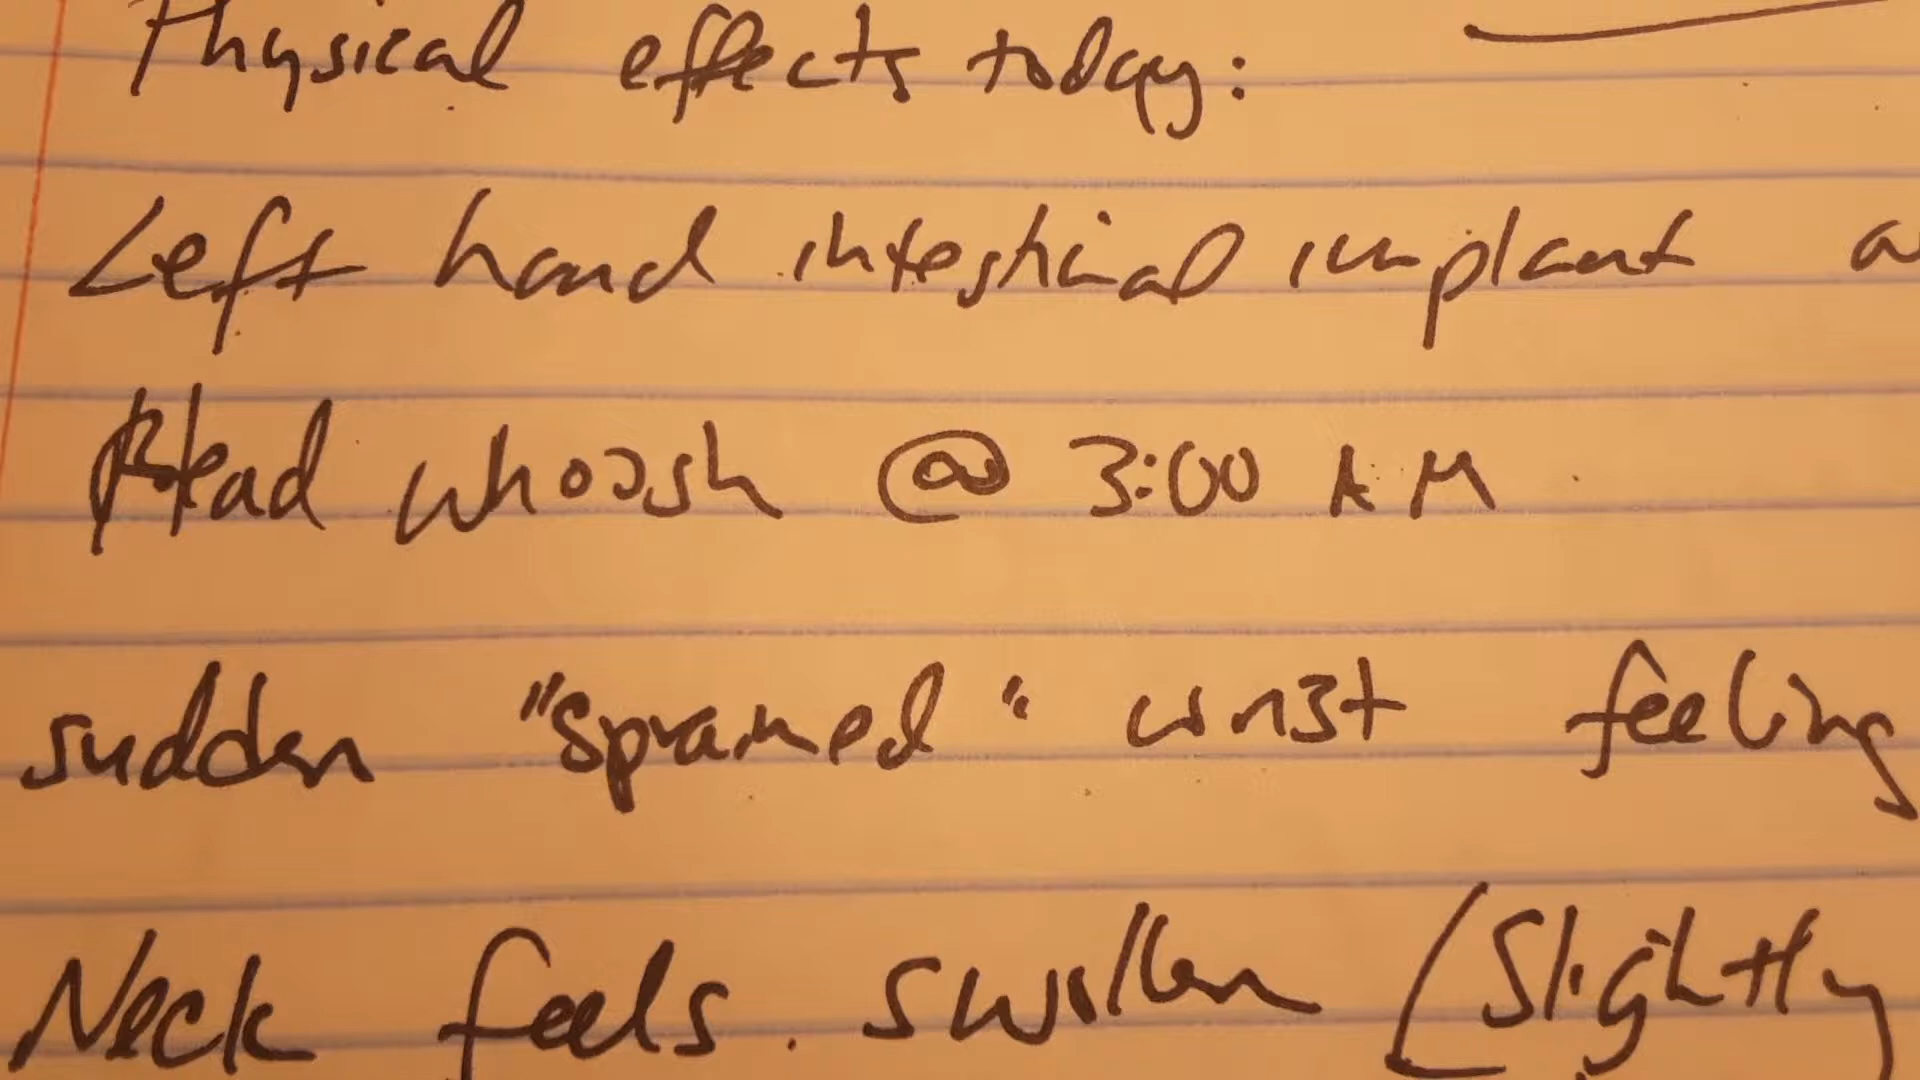 Physical effects today:
Left hand intestinal implant a
Head whoosh @ 3:00 AM
sudden "sprained" wrist feeling
Neck feels swollen (slightly